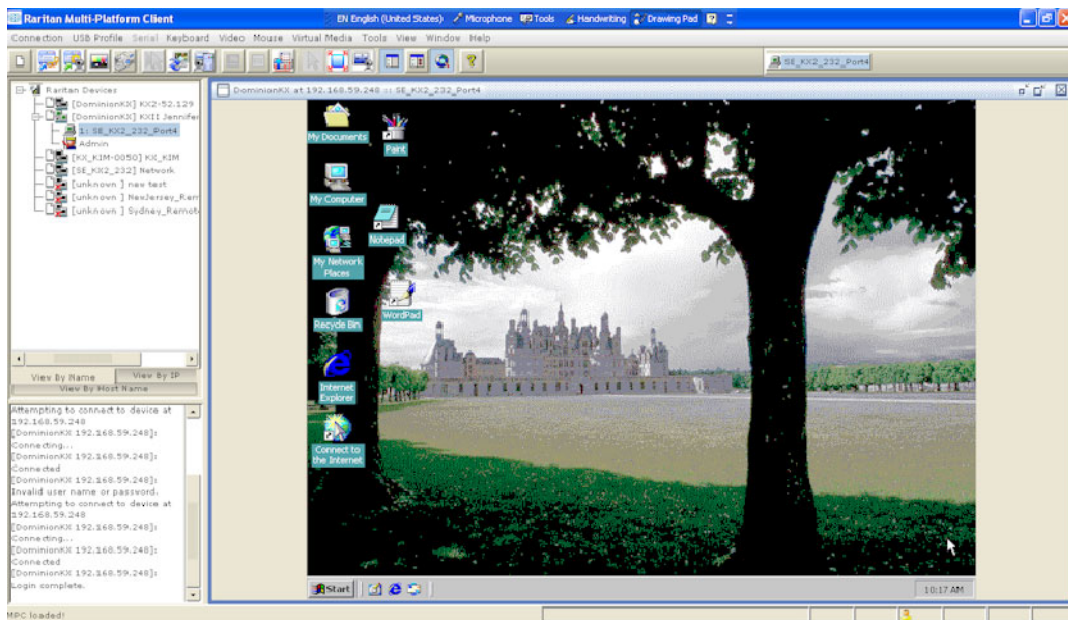 Raritan Multi-Platform Client
EN English (United States) Microphone Tools Handwriting Drawing Pad
Connection USB Profile Serial Keyboard Video Mouse Virtual Media Tools View Window Help
SE_KX2_232_Port4
Raritan Devices
[DominionKX] KX2-52.129
[DominionKX] KXII Jennifer
1: SE_KX2_232_Port4
Admin
[KX_KIM-0050] KX_KIM
[SE_KX2_232] Network
[unknown ] new test
[unknown ] NewJersey_Rem
[unknown ] Sydney_Remot
View By Name
View By IP
View By Host Name
Attempting to connect to device at
192.168.59.248
[DominionKX 192.168.59.248]:
Connecting...
[DominionKX 192.168.59.248]:
Connected
[DominionKX 192.168.59.248]:
Invalid user name or password.
Attempting to connect to device at
192.168.59.248
[DominionKX 192.168.59.248]:
Connecting...
[DominionKX 192.168.59.248]:
Connected
[DominionKX 192.168.59.248]:
Login complete.
DominionKX at 192.168.59.248 :: SE_KX2_232_Port4
My Documents
Paint
My Computer
Notepad
My Network
Places
WordPad
Recycle Bin
Internet
Explorer
Connect to
the Internet
Start
10:17 AM
MPC loaded!